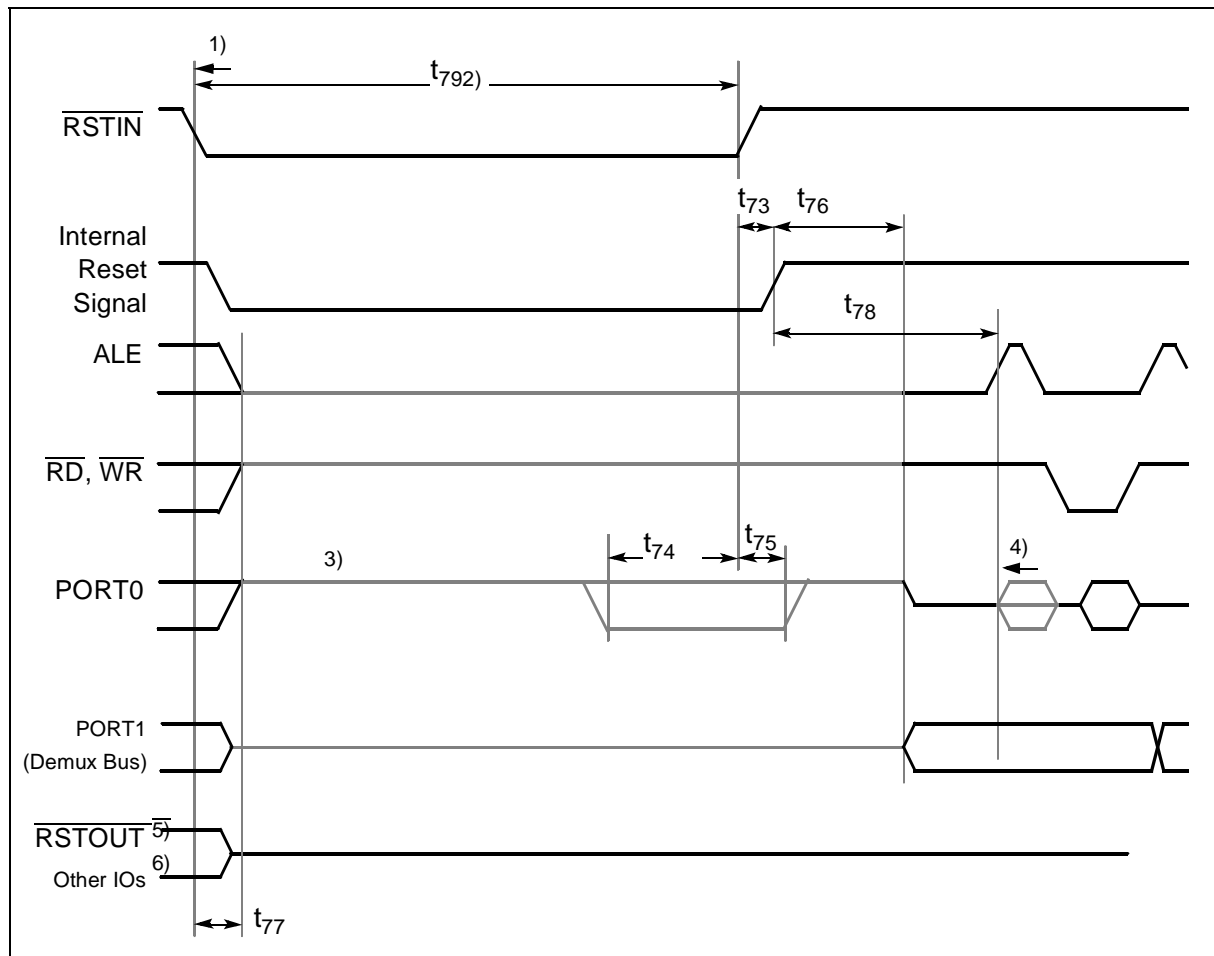 1)
t792)
RSTIN
t73 t76
Internal
Reset
Signal
t78
ALE
RD, WR
t74 t75
3) 4)
PORT0
PORT1
(Demux Bus)
RSTOUT 5)
6)
Other IOs
t77